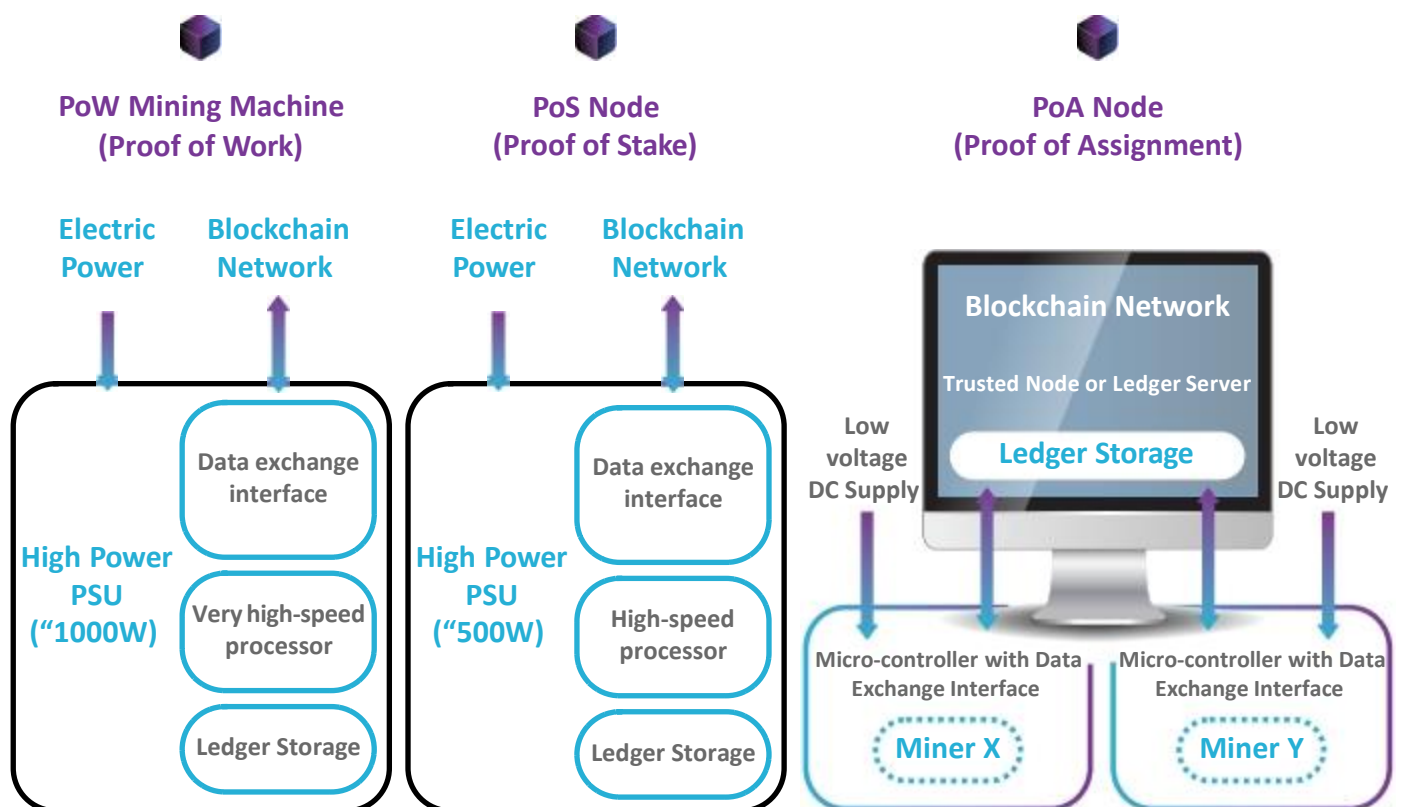 PoW Mining Machine
(Proof of Work)
Electric
Power
Blockchain
Network
High Power
PSU
(“1000W)
Data exchange
interface
Very high-speed
processor
Ledger Storage
PoS Node
(Proof of Stake)
Electric
Power
Blockchain
Network
High Power
PSU
(“500W)
Data exchange
interface
High-speed
processor
Ledger Storage
PoA Node
(Proof of Assignment)
Blockchain Network
Trusted Node or Ledger Server
Ledger Storage
Low
voltage
DC Supply
Low
voltage
DC Supply
Micro-controller with Data
Exchange Interface
Miner X
Micro-controller with Data
Exchange Interface
Miner Y